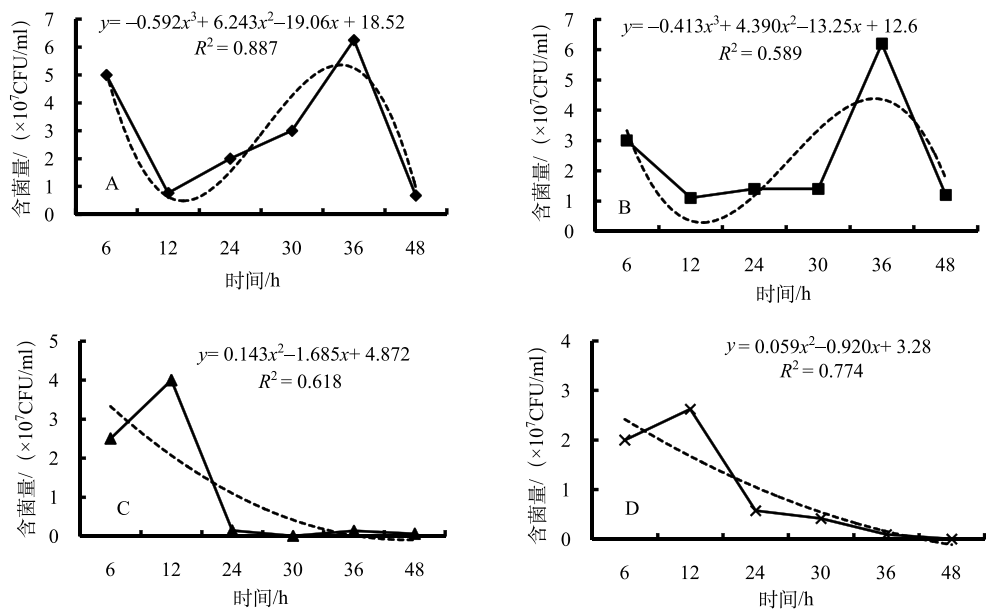 y= –0.592x³+ 6.243x²–19.06x + 18.52
R² = 0.887
含菌量/（×10⁷CFU/ml）
7
6
5
4
3
2
1
0
A
6 12 24 30 36 48
时间/h
y= –0.413x³+ 4.390x²–13.25x + 12.6
R² = 0.589
含菌量/（×10⁷CFU/ml）
7
6
5
4
3
2
1
0
B
6 12 24 30 36 48
时间/h
y= 0.143x²–1.685x+ 4.872
R² = 0.618
含菌量/（×10⁷CFU/ml）
5
4
3
2
1
0
C
6 12 24 30 36 48
时间/h
y= 0.059x²–0.920x+ 3.28
R² = 0.774
含菌量/（×10⁷CFU/ml）
4
3
2
1
0
D
6 12 24 30 36 48
时间/h